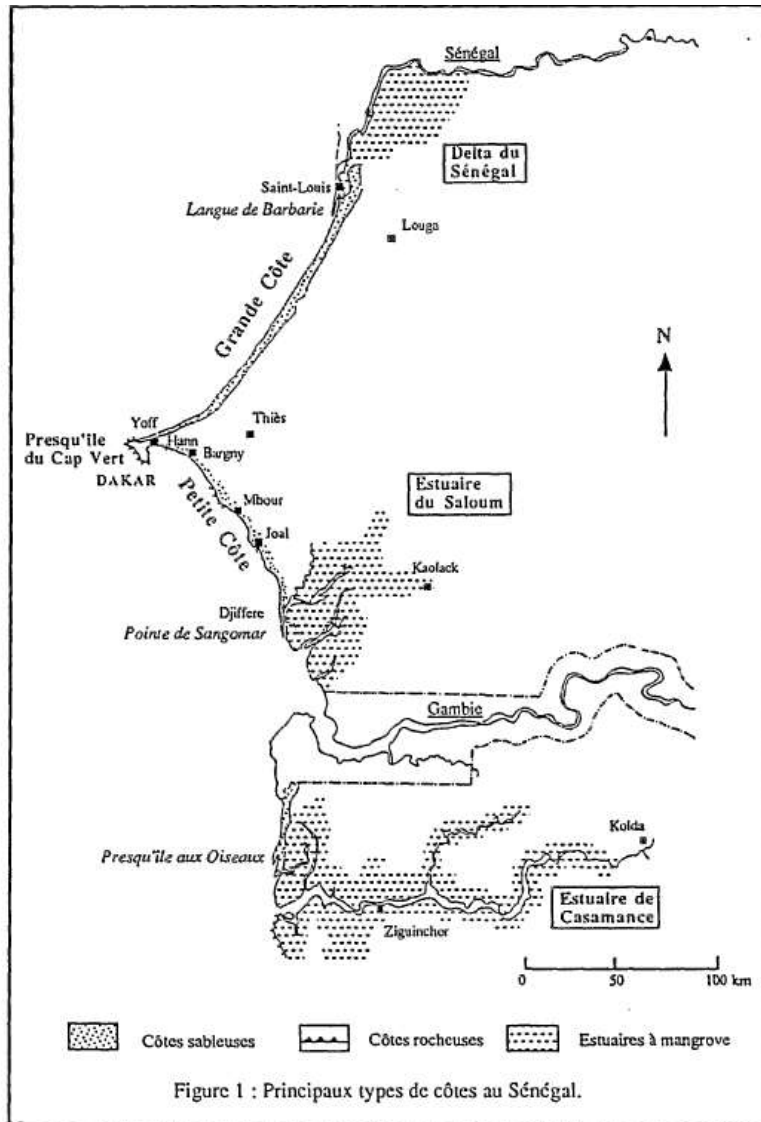 Sénégal
Delta du
Sénégal
Saint-Louis
Langue de Barbarie
Louga
Grande Côte
N
Thiès
Yoff
Presqu'île
du Cap Vert
Hann
Bargny
DAKAR
Estuaire
du Saloum
Mbour
Petite Côte
Joal
Kaolack
Djiffere
Pointe de Sangomar
Gambie
Kolda
Presqu'île aux Oiseaux
Estuaire de
Casamance
Ziguinchor
0 50 100 km
Côtes sableuses Côtes rocheuses Estuaires à mangrove
Figure 1 : Principaux types de côtes au Sénégal.